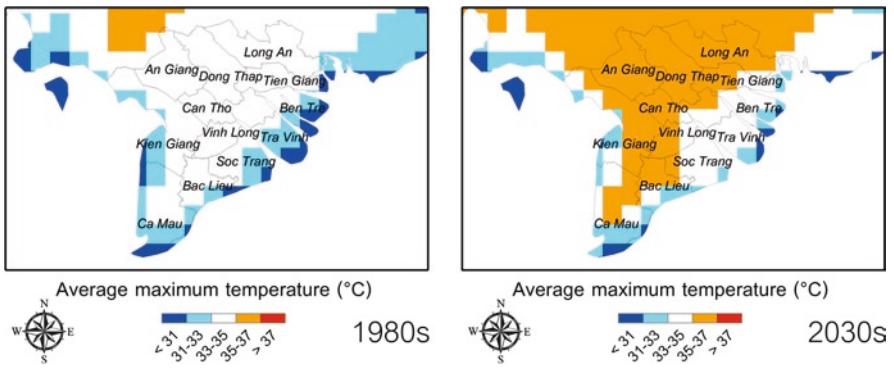 Long An
An Giang
Dong Thap
Tien Giang
Can Tho
Ben Tre
Vinh Long
Tra Vinh
Kien Giang
Soc Trang
Bac Lieu
Ca Mau
Average maximum temperature (°C)
N
W E
S
< 31
31-33
33-35
35-37
> 37
1980s
Long An
An Giang
Dong Thap
Tien Giang
Can Tho
Ben Tre
Vinh Long
Tra Vinh
Kien Giang
Soc Trang
Bac Lieu
Ca Mau
Average maximum temperature (°C)
N
W E
S
< 31
31-33
33-35
35-37
> 37
2030s